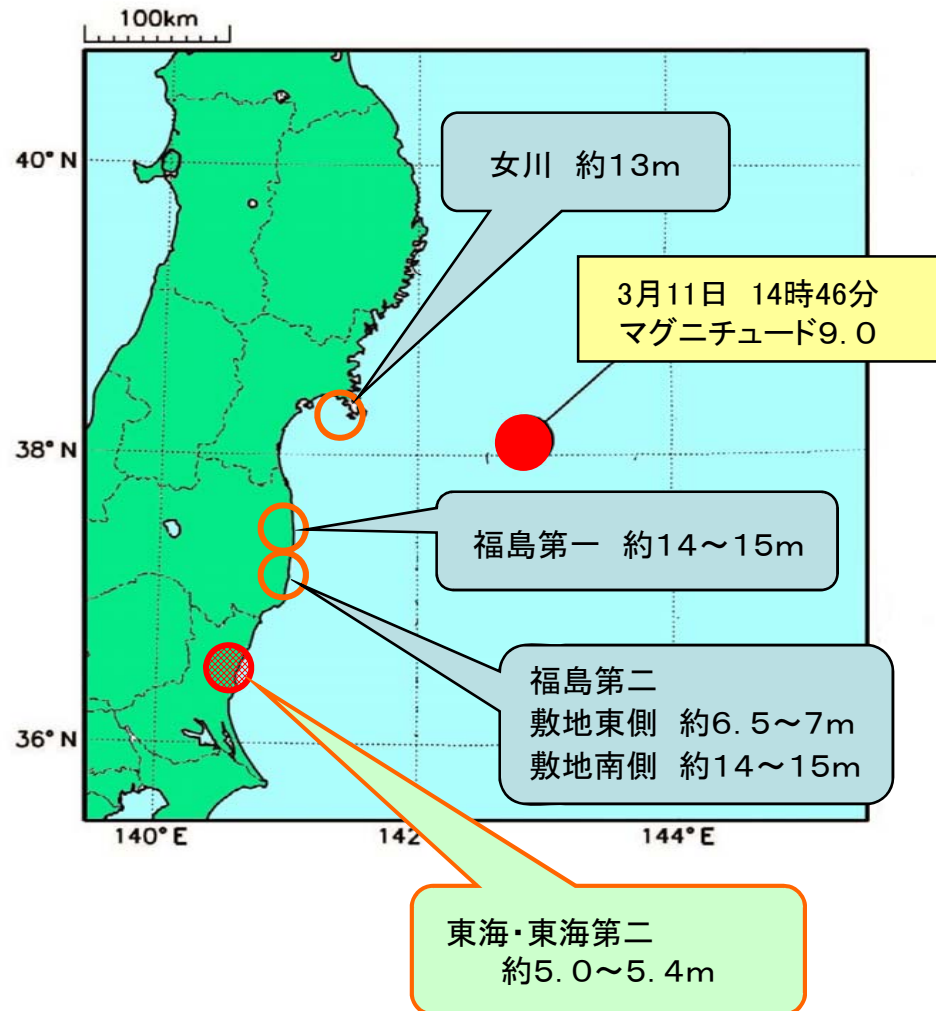 100km
40° N
女川 約13m
3月11日 14時46分
マグニチュード9.0
38° N
福島第一 約14～15m
福島第二
敷地東側 約6.5～7m
敷地南側 約14～15m
36° N
140° E
142
144° E
東海・東海第二
約5.0～5.4m